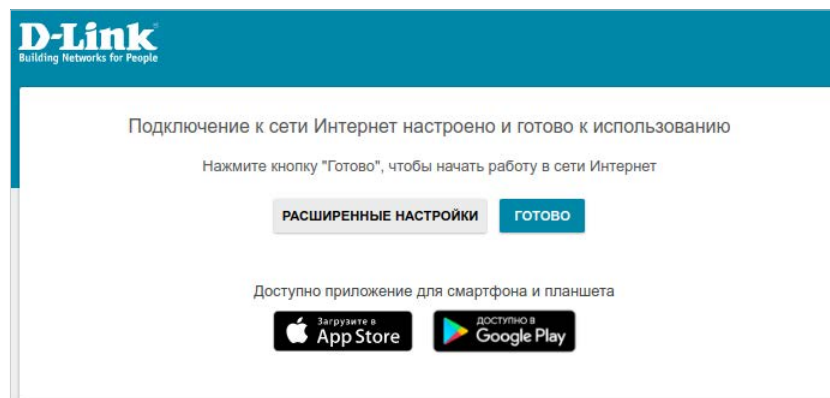 D-Link
Building Networks for People
Подключение к сети Интернет настроено и готово к использованию
Нажмите кнопку "Готово", чтобы начать работу в сети Интернет
РАСШИРЕННЫЕ НАСТРОЙКИ ГОТОВО
Доступно приложение для смартфона и планшета
Загрузите в
App Store
ДОСТУПНО В
Google Play